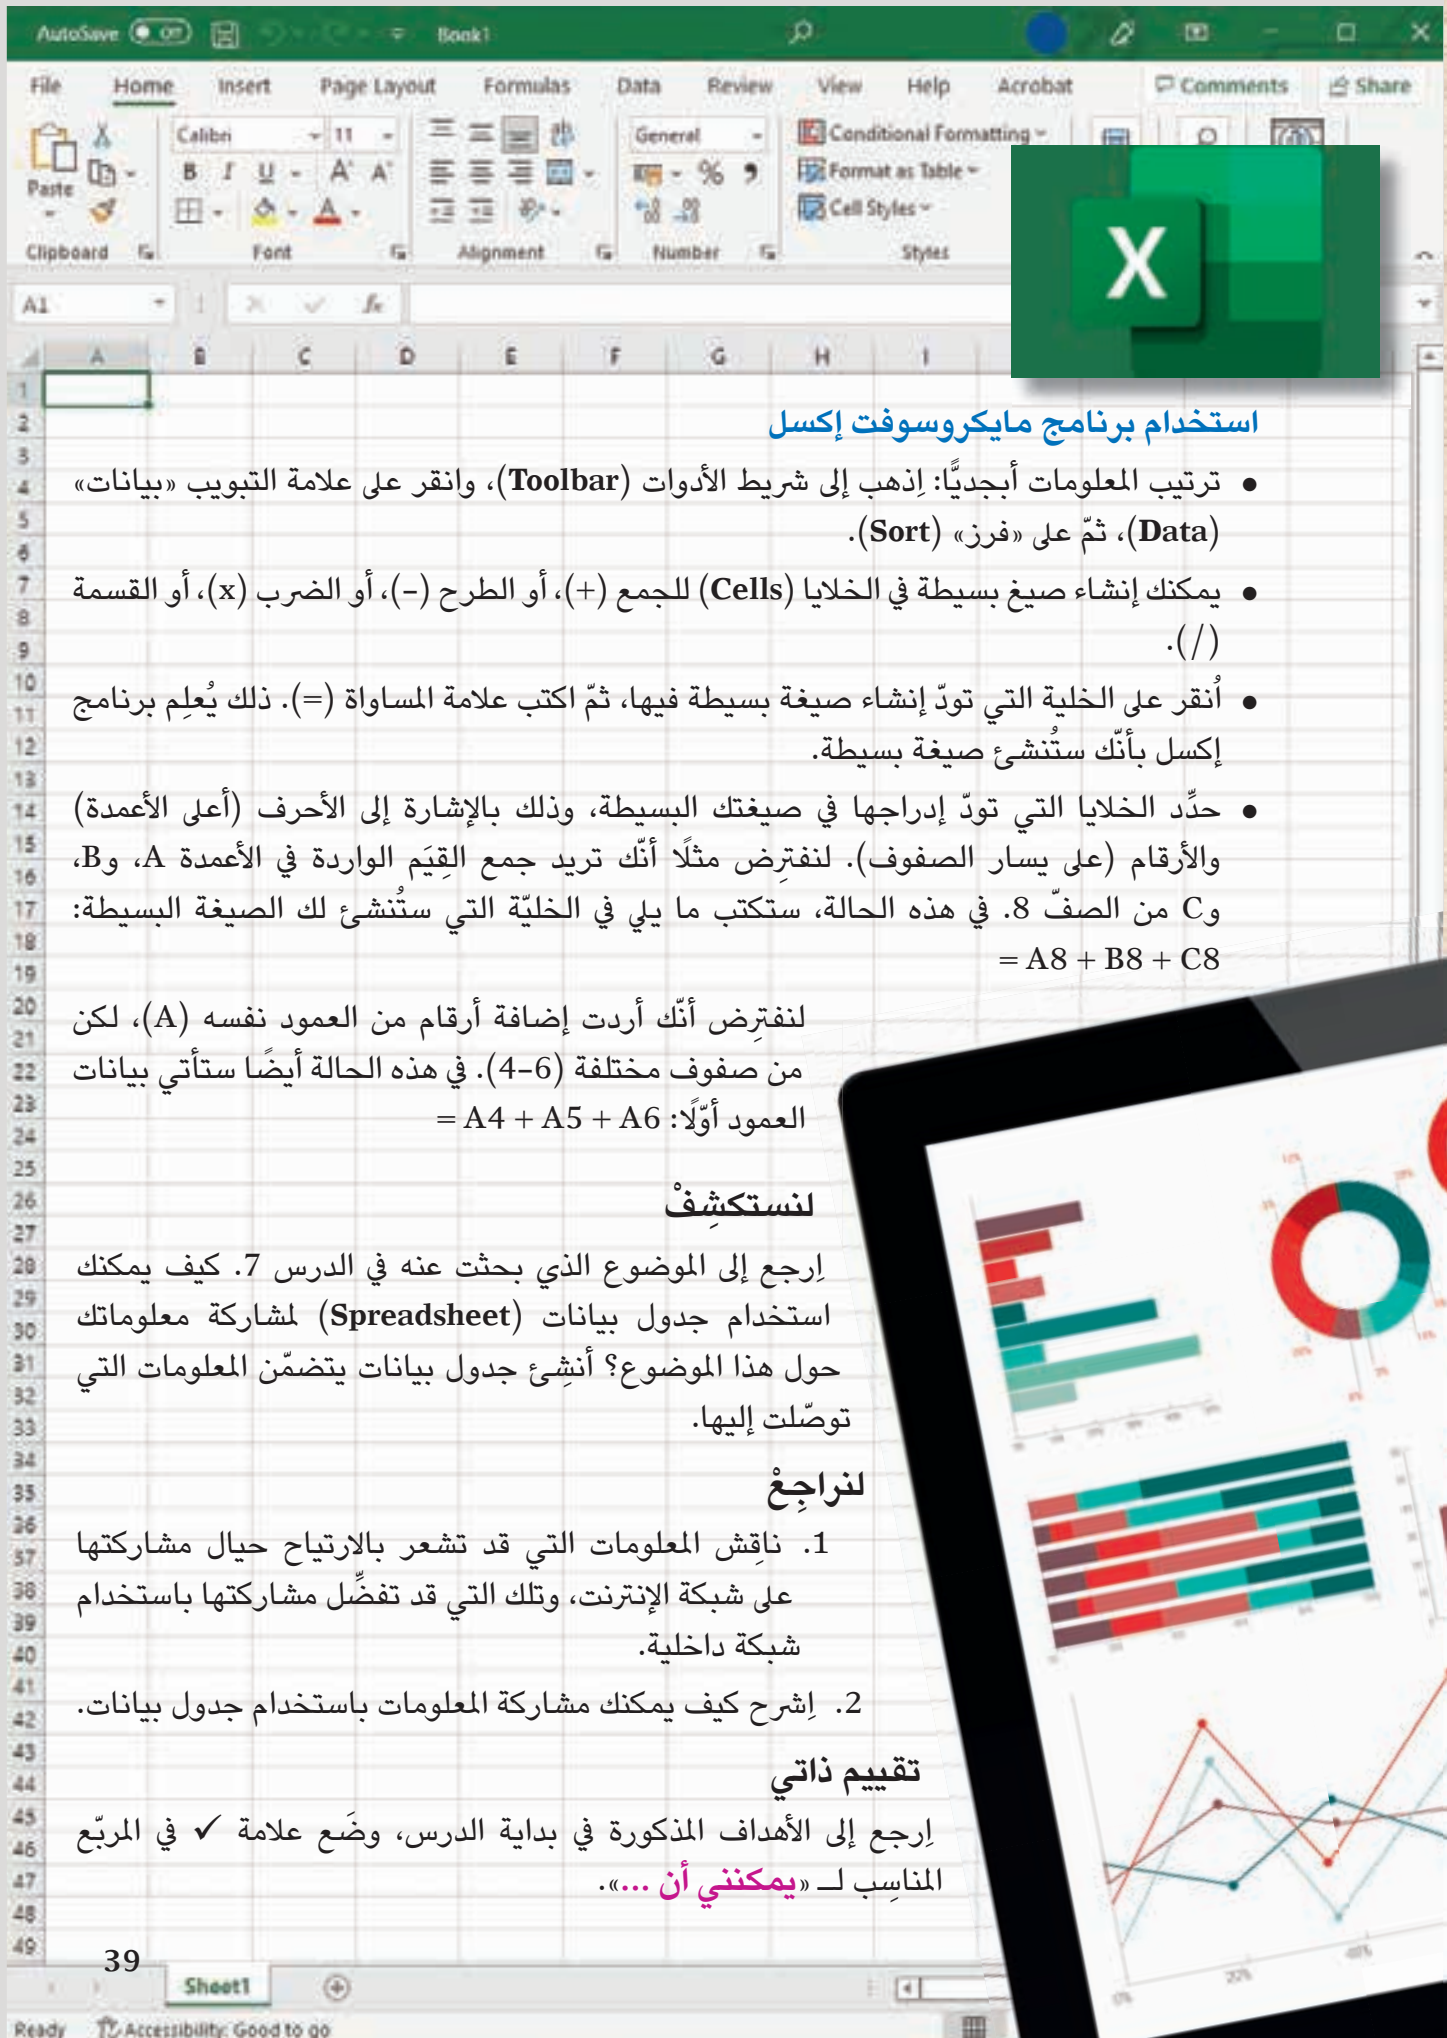 AutoSave Off Book1
File Home Insert Page Layout Formulas Data Review View Help Acrobat Comments Share
Paste Calibri 11 General Conditional Formatting
B I U A A % Format as Table
A Cell Styles
Clipboard Font Alignment Number Styles
X
A1 fx
A B C D E F G H I
استخدام برنامج مايكروسوفت إكسل
● ترتيب المعلومات أبجديًّا: اِذهب إلى شريط الأدوات (Toolbar)، وانقر على علامة التبويب «بيانات»
(Data)، ثمّ على «فرز» (Sort).
● يمكنك إنشاء صيغ بسيطة في الخلايا (Cells) للجمع (+)، أو الطرح (–)، أو الضرب (x)، أو القسمة
(/).
● اُنقر على الخلية التي تودّ إنشاء صيغة بسيطة فيها، ثمّ اكتب علامة المساواة (=). ذلك يُعلِم برنامج
إكسل بأنّك ستُنشئ صيغة بسيطة.
● حدِّد الخلايا التي تودّ إدراجها في صيغتك البسيطة، وذلك بالإشارة إلى الأحرف (أعلى الأعمدة)
والأرقام (على يسار الصفوف). لنفترِض مثلًا أنّك تريد جمع القِيَم الواردة في الأعمدة A، وB،
وC من الصفّ 8. في هذه الحالة، ستكتب ما يلي في الخليّة التي ستُنشئ لك الصيغة البسيطة:
= A8 + B8 + C8
لنفترِض أنّك أردت إضافة أرقام من العمود نفسه (A)، لكن
من صفوف مختلفة (4–6). في هذه الحالة أيضًا ستأتي بيانات
العمود أوّلًا: = A4 + A5 + A6
لنستكشِفْ
اِرجع إلى الموضوع الذي بحثت عنه في الدرس 7. كيف يمكنك
استخدام جدول بيانات (Spreadsheet) لمشاركة معلوماتك
حول هذا الموضوع؟ أنشِئ جدول بيانات يتضمّن المعلومات التي
توصّلت إليها.
لنراجِعْ
1. ناقِش المعلومات التي قد تشعر بالارتياح حيال مشاركتها
على شبكة الإنترنت، وتلك التي قد تفضِّل مشاركتها باستخدام
شبكة داخلية.
2. اِشرح كيف يمكنك مشاركة المعلومات باستخدام جدول بيانات.
تقييم ذاتي
اِرجع إلى الأهداف المذكورة في بداية الدرس، وضَع علامة ✓ في المربّع
المناسِب لــ «يمكنني أن ...».
39
Sheet1
Ready Accessibility: Good to go
0% 20% 40%